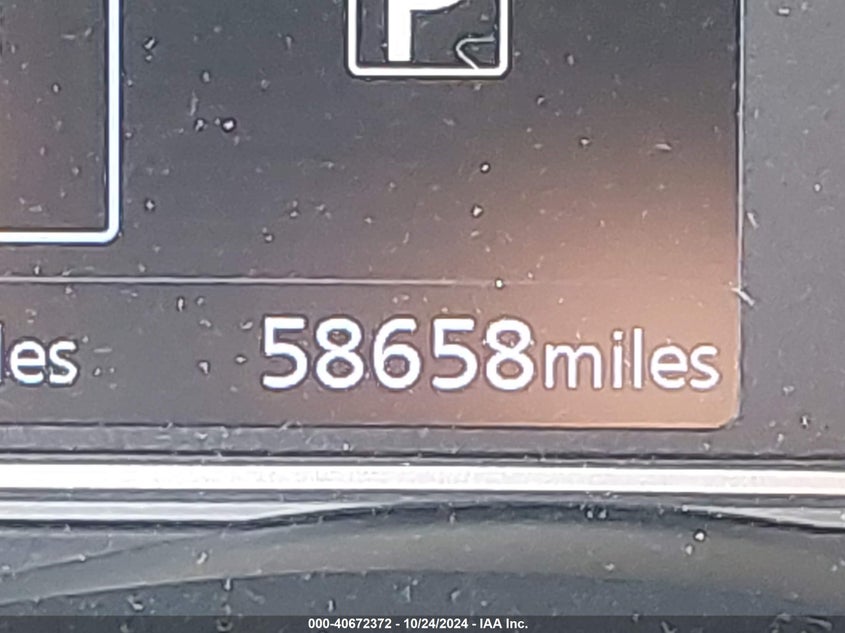 P
les 58658miles
000-40672372 - 10/24/2024 - IAA Inc.